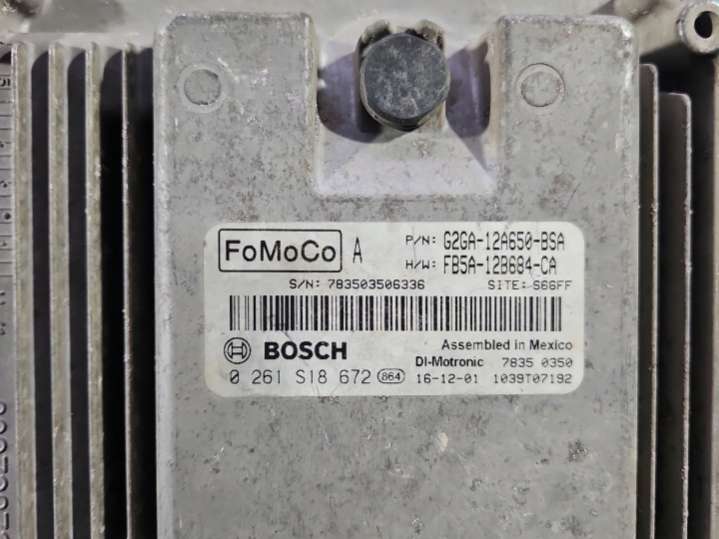 FoMoCo A P/N: G2GA-12A650-BSA
H/W: FB5A-12B684-CA
S/N: 783503506336 SITE: S66FF
BOSCH Assembled in Mexico
DI-Motronic 7835 0350
0 261 S18 672 864 16-12-01 1039T07192